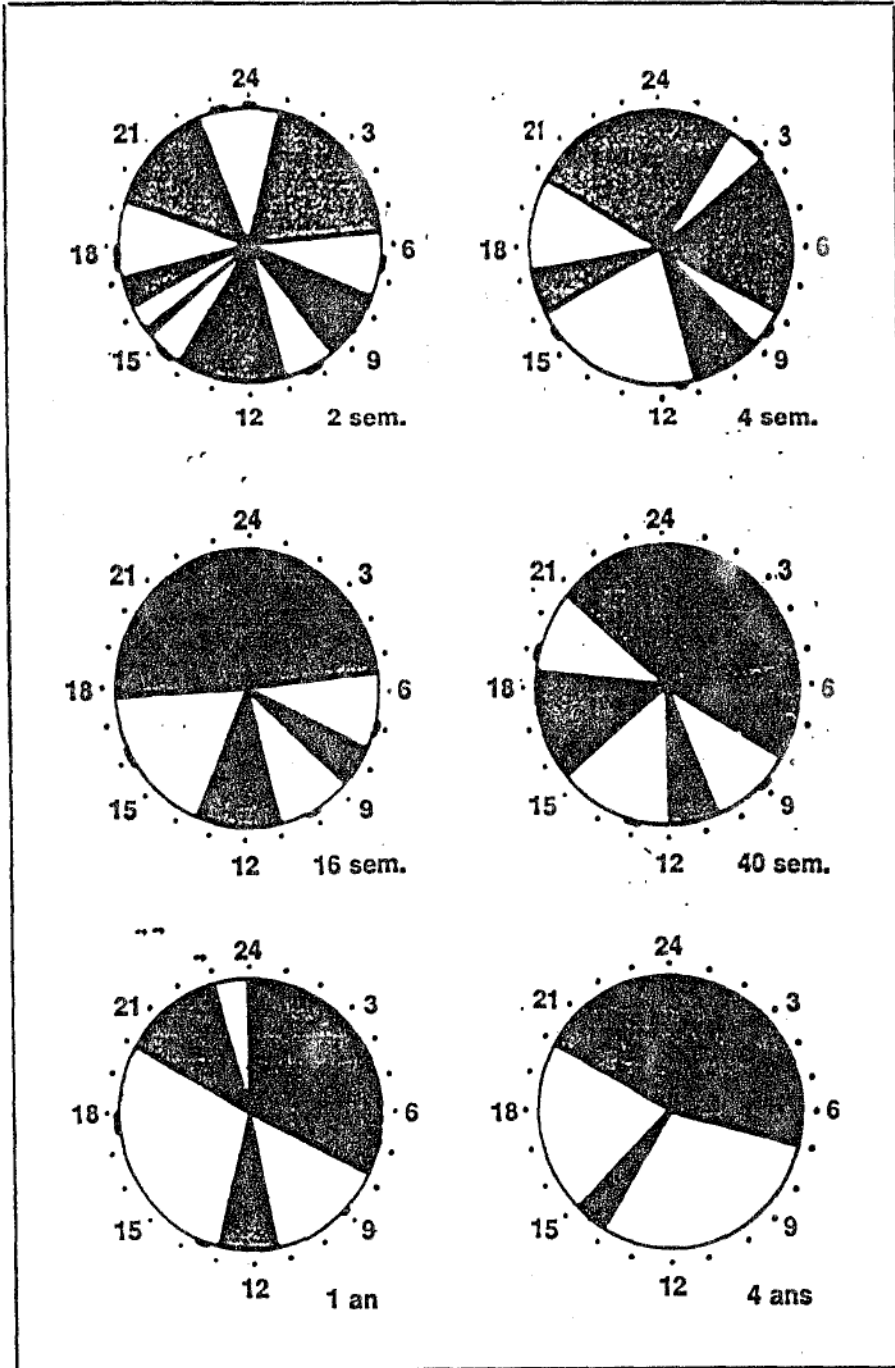 24 24
21 3 21 3
18 6 18 6
15 9 15 9
12 2 sem. 12 4 sem.
24 24
21 3 21 3
18 6 18 6
15 9 15 9
12 16 sem. 12 40 sem.
24 24
21 3 21 3
18 6 18 6
15 9 15 9
12 1 an 12 4 ans